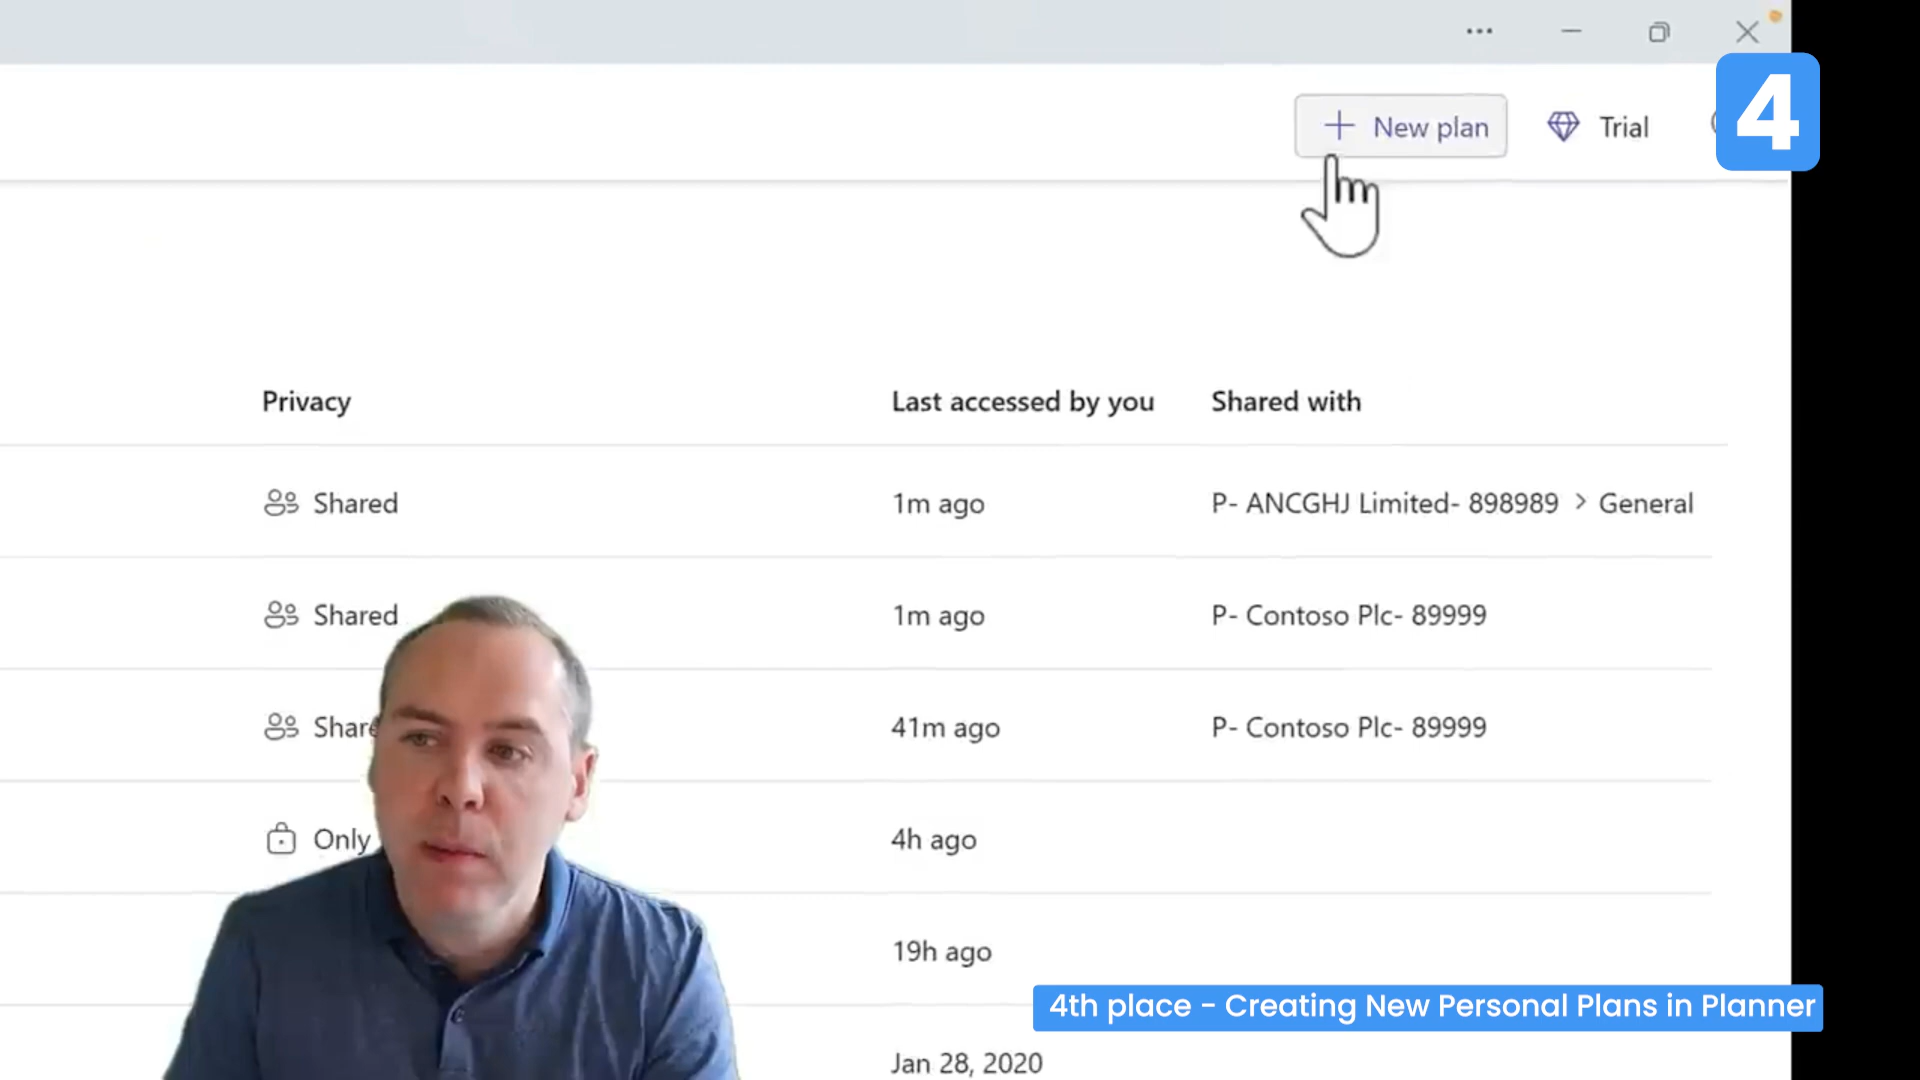 + New plan Trial
4
Privacy Last accessed by you Shared with
Shared 1m ago P- ANCGHJ Limited- 898989 > General
Shared 1m ago P- Contoso Plc- 89999
Share 41m ago P- Contoso Plc- 89999
Only 4h ago
19h ago
4th place - Creating New Personal Plans in Planner
Jan 28, 2020